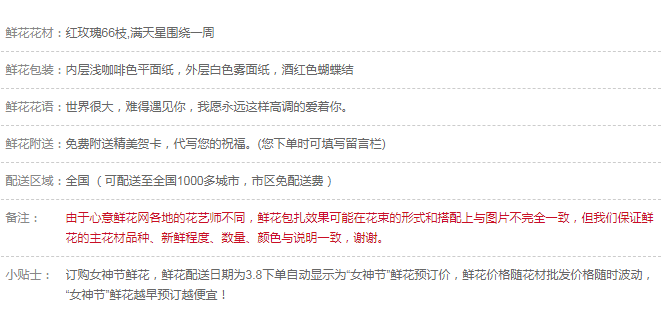 鲜花花材：红玫瑰66枝,满天星围绕一周
鲜花包装：内层浅咖啡色平面纸，外层白色雾面纸，酒红色蝴蝶结
鲜花花语：世界很大，难得遇见你，我愿永远这样高调的爱着你。
鲜花附送：免费附送精美贺卡，代写您的祝福。(您下单时可填写留言栏)
配送区域：全国 （可配送至全国1000多城市，市区免配送费）
备注： 由于心意鲜花网各地的花艺师不同，鲜花包扎效果可能在花束的形式和搭配上与图片不完全一致，但我们保证鲜
花的主花材品种、新鲜程度、数量、颜色与说明一致，谢谢。
小贴士： 订购女神节鲜花，鲜花配送日期为3.8下单自动显示为“女神节”鲜花预订价，鲜花价格随花材批发价格随时波动，
“女神节”鲜花越早预订越便宜！